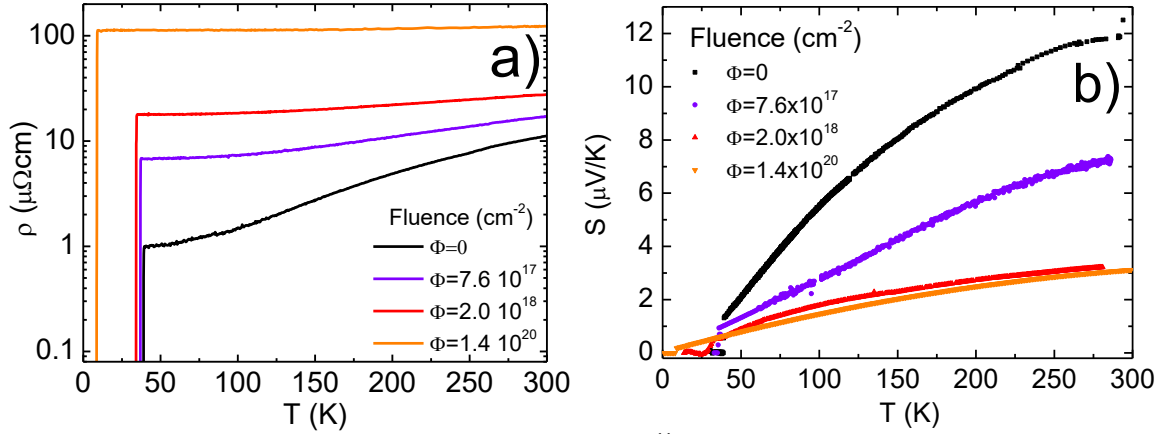 a)
100
10
1
0.1
ρ (μΩcm)
Fluence (cm⁻²)
Φ=0
Φ=7.6 10¹⁷
Φ=2.0 10¹⁸
Φ=1.4 10²⁰
0 50 100 150 200 250 300
T (K)
b)
12
10
8
6
4
2
0
S (μV/K)
Fluence (cm⁻²)
Φ=0
Φ=7.6x10¹⁷
Φ=2.0x10¹⁸
Φ=1.4x10²⁰
0 50 100 150 200 250 300
T (K)